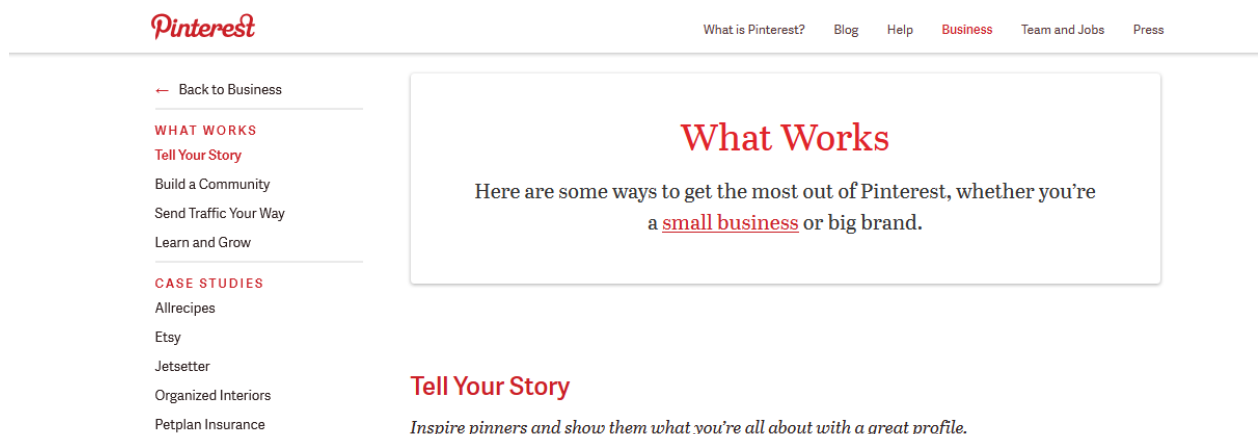 Pinterest
What is Pinterest? Blog Help Business Team and Jobs Press
← Back to Business
WHAT WORKS
Tell Your Story
Build a Community
Send Traffic Your Way
Learn and Grow
CASE STUDIES
Allrecipes
Etsy
Jetsetter
Organized Interiors
Petplan Insurance
What Works
Here are some ways to get the most out of Pinterest, whether you're
a small business or big brand.
Tell Your Story
Inspire pinners and show them what you're all about with a great profile.